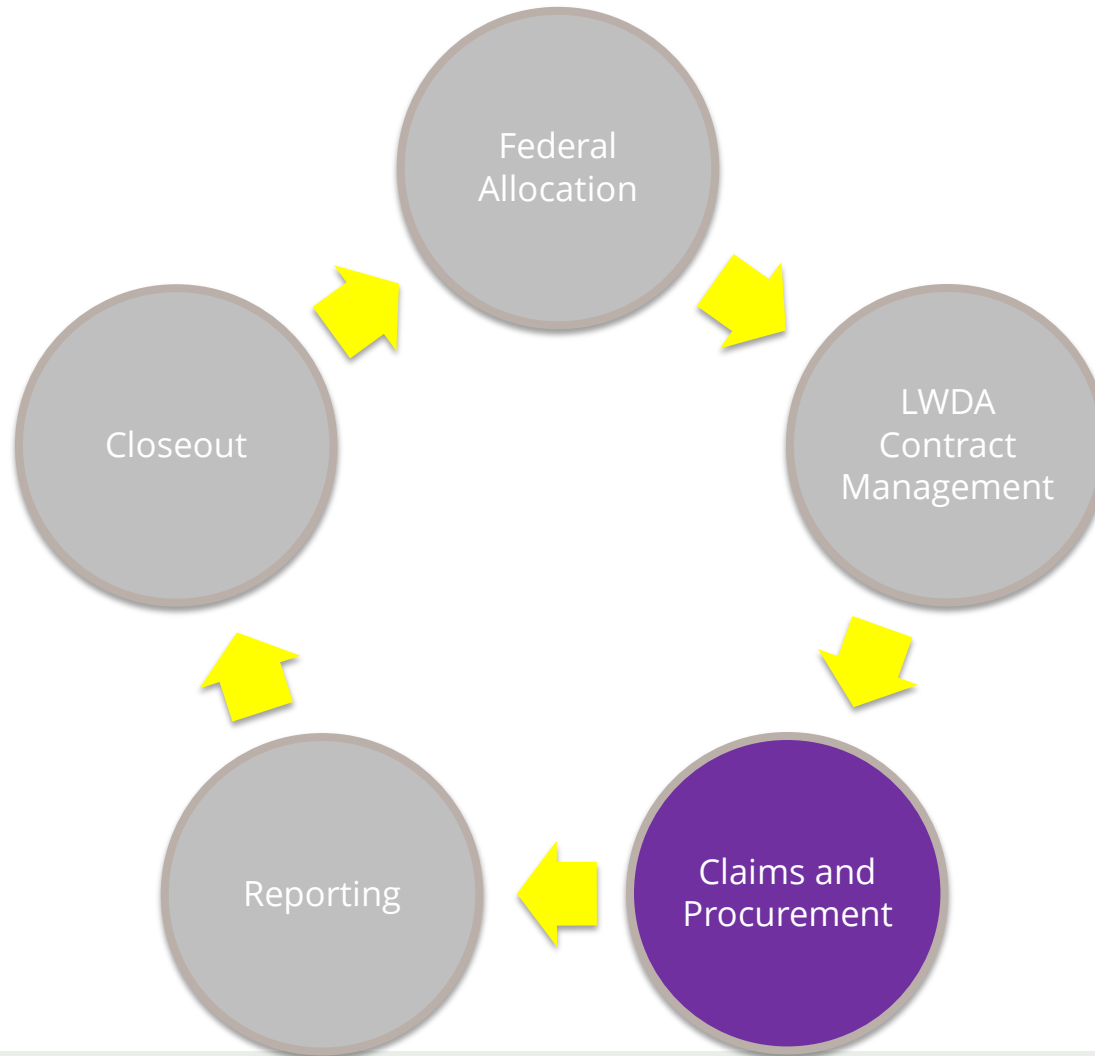 Federal
Allocation
LWDA
Contract
Management
Claims and
Procurement
Reporting
Closeout